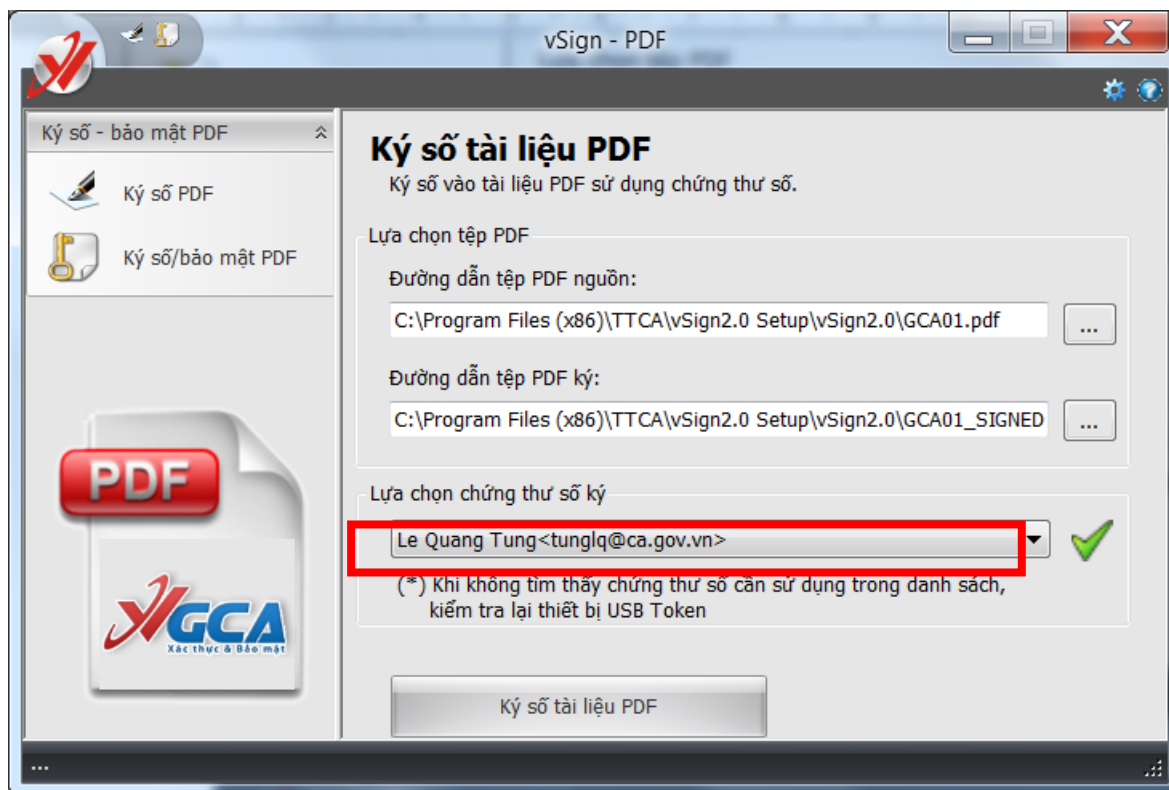 vSign - PDF
Ký số - bảo mật PDF
Ký số PDF
Ký số/bảo mật PDF
PDF
GCA
Xác thực & Bảo mật
Ký số tài liệu PDF
Ký số vào tài liệu PDF sử dụng chứng thư số.
Lựa chọn tệp PDF
Đường dẫn tệp PDF nguồn:
C:\Program Files (x86)\TTCA\vSign2.0 Setup\vSign2.0\GCA01.pdf
...
Đường dẫn tệp PDF ký:
C:\Program Files (x86)\TTCA\vSign2.0 Setup\vSign2.0\GCA01_SIGNED
...
Lựa chọn chứng thư số ký
Le Quang Tung<tunglq@ca.gov.vn>
(*) Khi không tìm thấy chứng thư số cần sử dụng trong danh sách,
kiểm tra lại thiết bị USB Token
Ký số tài liệu PDF
...